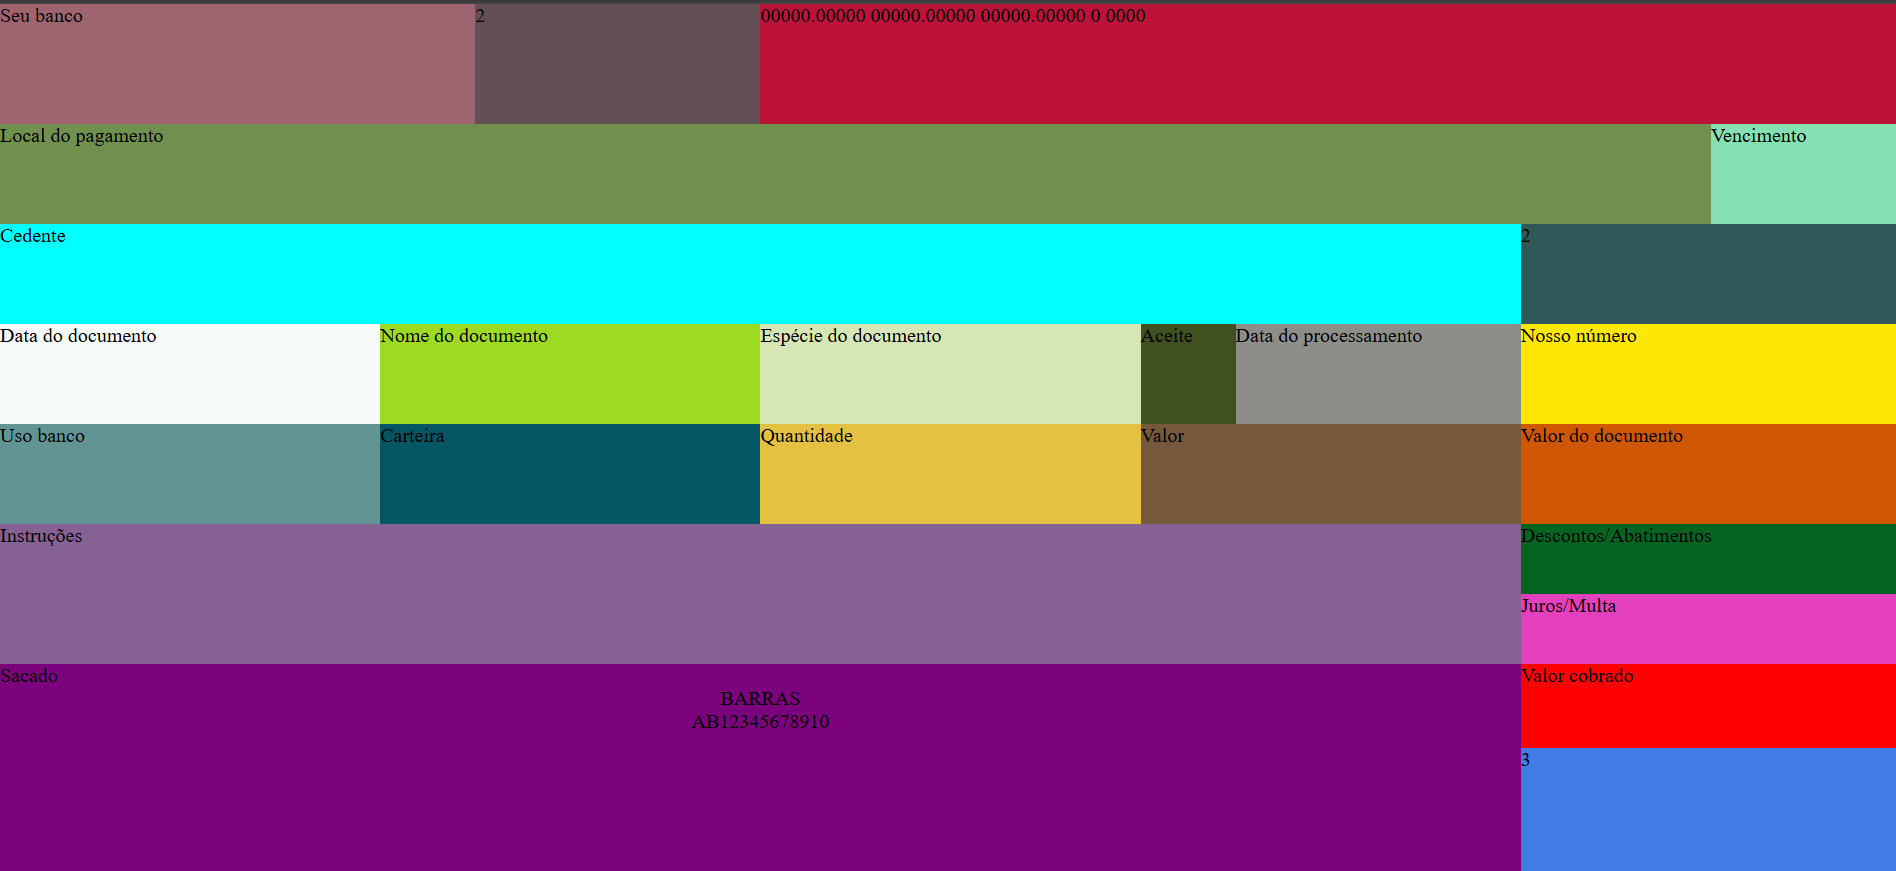 Seu banco
2
00000.00000 00000.00000 00000.00000 0 0000
Local do pagamento
Vencimento
Cedente
2
Data do documento
Nome do documento
Espécie do documento
Aceite
Data do processamento
Nosso número
Uso banco
Carteira
Quantidade
Valor
Valor do documento
Instruções
Descontos/Abatimentos
Juros/Multa
Sacado
BARRAS
AB12345678910
Valor cobrado
3